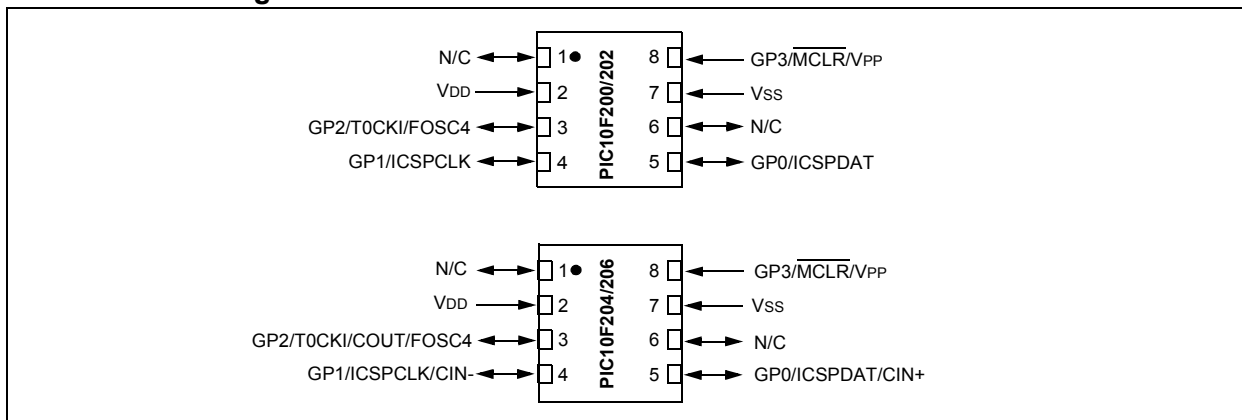 g
N/C 1 8 GP3/MCLR/VPP
VDD 2 7 VSS
GP2/T0CKI/FOSC4 3 6 N/C
GP1/ICSPCLK 4 5 GP0/ICSPDAT
PIC10F200/202
N/C 1 8 GP3/MCLR/VPP
VDD 2 7 VSS
GP2/T0CKI/COUT/FOSC4 3 6 N/C
GP1/ICSPCLK/CIN- 4 5 GP0/ICSPDAT/CIN+
PIC10F204/206